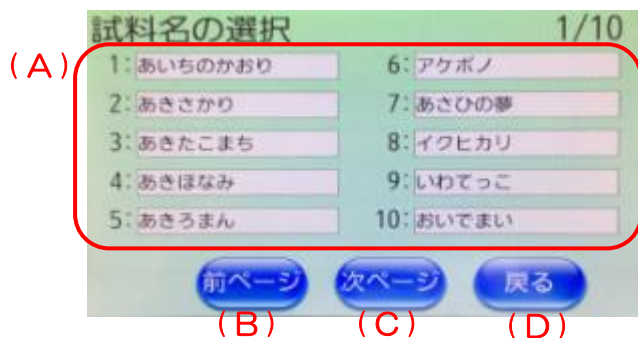 試料名の選択 1/10
(A)
1: あいちのかおり 6: アケボノ
2: あきさかり 7: あさひの夢
3: あきたこまち 8: イクヒカリ
4: あきほなみ 9: いわてっこ
5: あきろまん 10: おいでまい
前ページ 次ページ 戻る
(B) (C) (D)